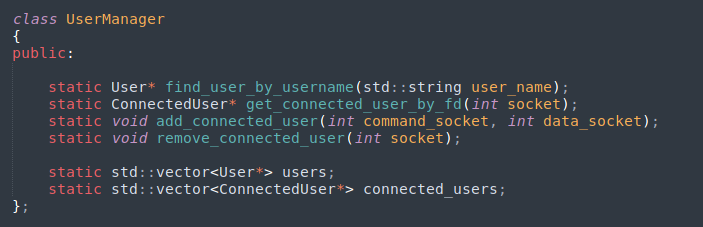 class UserManager
{
public:
    static User* find_user_by_username(std::string user_name);
    static ConnectedUser* get_connected_user_by_fd(int socket);
    static void add_connected_user(int command_socket, int data_socket);
    static void remove_connected_user(int socket);
    static std::vector<User*> users;
    static std::vector<ConnectedUser*> connected_users;
};